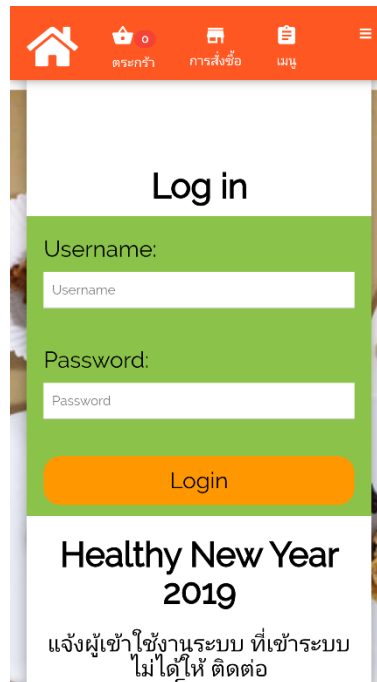 0
ตระกร้า
การสั่งซื้อ
เมนู
Log in
Username:
Username
Password:
Password
Login
Healthy New Year
2019
แจ้งผู้เข้าใช้งานระบบ ที่เข้าระบบ
ไม่ได้ให้ ติดต่อ